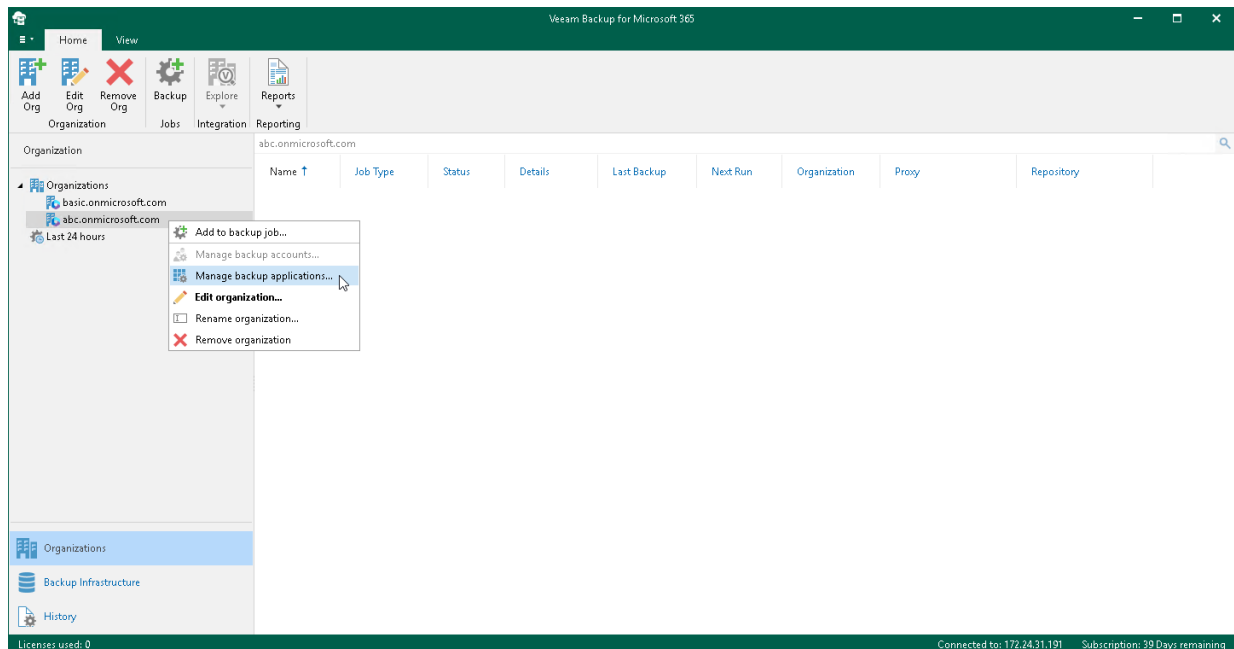 Veeam Backup for Microsoft 365
Home View
Add Org
Edit Org
Remove Org
Backup
Explore
Reports
Organization Jobs Integration Reporting
Organization
Organizations
basic.onmicrosoft.com
abc.onmicrosoft.com
Last 24 hours
abc.onmicrosoft.com
Name Job Type Status Details Last Backup Next Run Organization Proxy Repository
Add to backup job...
Manage backup accounts...
Manage backup applications...
Edit organization...
Rename organization...
Remove organization
Organizations
Backup Infrastructure
History
Licenses used: 0 Connected to: 172.24.31.191 Subscription: 39 Days remaining